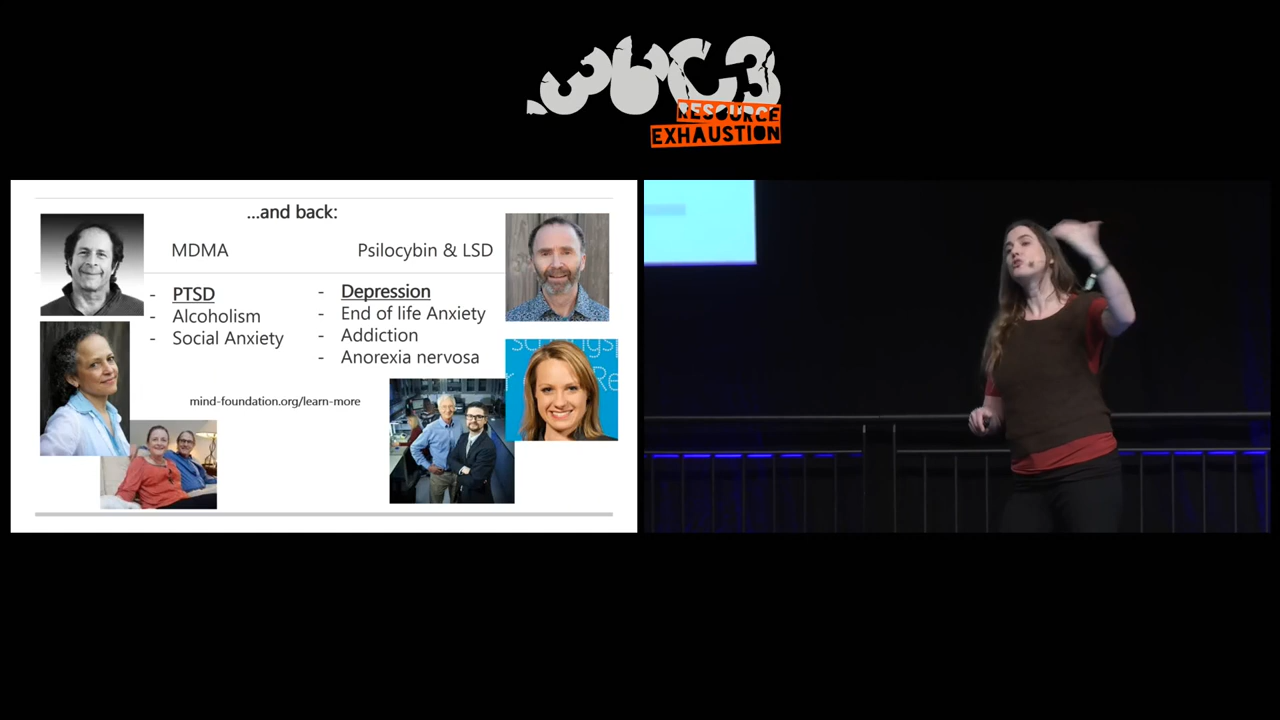 36C3
RESOURCE
EXHAUSTION
...and back:
MDMA
Psilocybin & LSD
- PTSD
- Alcoholism
- Social Anxiety
- Depression
- End of life Anxiety
- Addiction
- Anorexia nervosa
mind-foundation.org/learn-more
Re